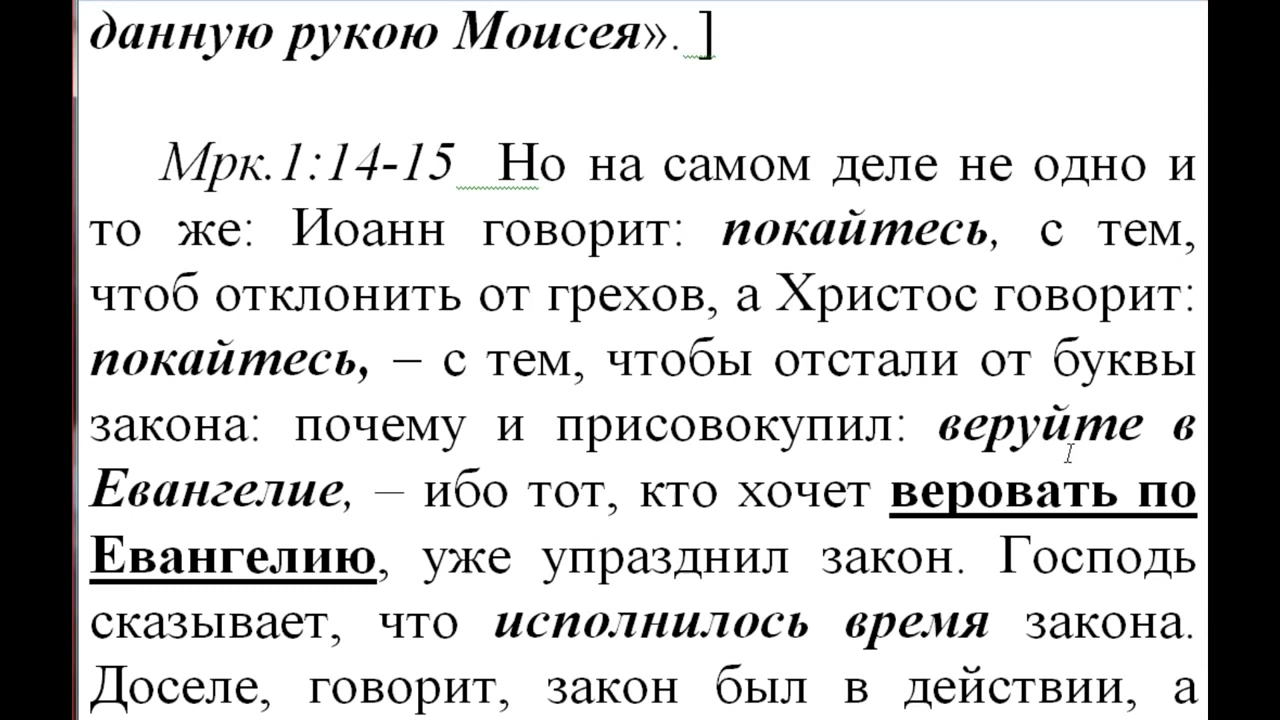 данную рукою Моисея». ]
Мрк.1:14-15 Но на самом деле не одно и
то же: Иоанн говорит: покайтесь, с тем,
чтоб отклонить от грехов, а Христос говорит:
покайтесь, – с тем, чтобы отстали от буквы
закона: почему и присовокупил: веруйте в
Евангелие, – ибо тот, кто хочет веровать по
Евангелию, уже упразднил закон. Господь
сказывает, что исполнилось время закона.
Доселе, говорит, закон был в действии, а